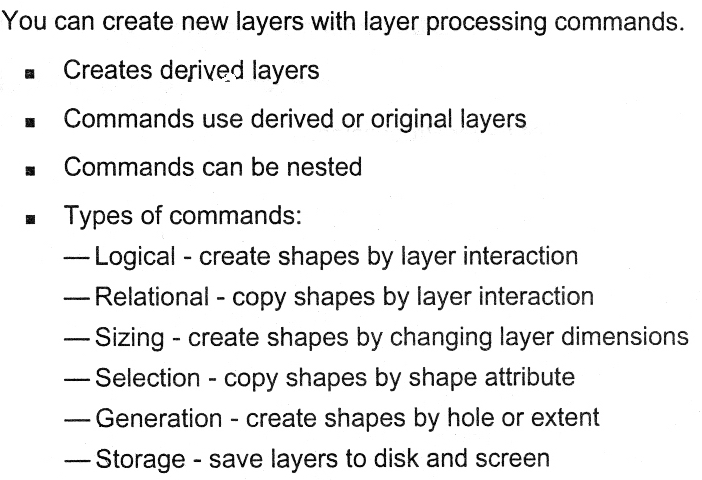 You can create new layers with layer processing commands.
▪ Creates derived layers
▪ Commands use derived or original layers
▪ Commands can be nested
▪ Types of commands:
— Logical - create shapes by layer interaction
— Relational - copy shapes by layer interaction
— Sizing - create shapes by changing layer dimensions
— Selection - copy shapes by shape attribute
— Generation - create shapes by hole or extent
— Storage - save layers to disk and screen